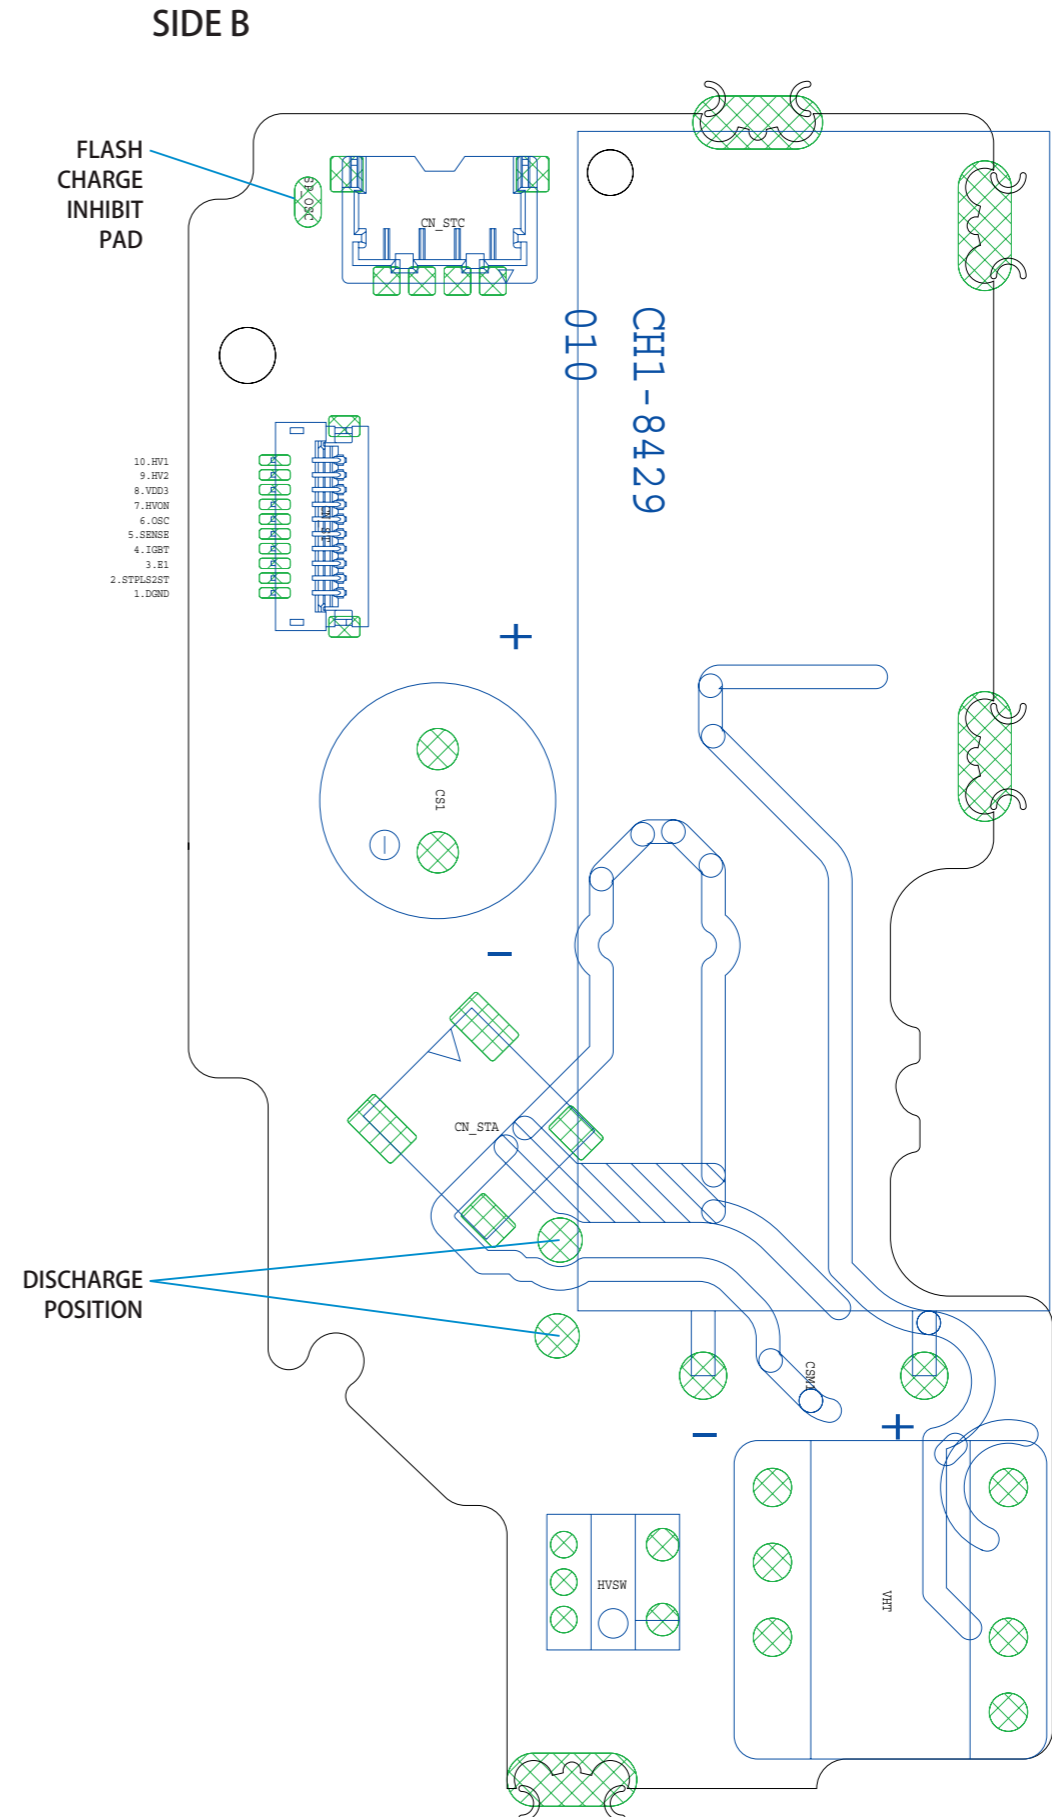 SIDE B
FLASH
CHARGE
INHIBIT
PAD
CN_STC
010
CH1-8429
10.HV1
9.HV2
8.VDD3
7.HVON
6.OSC
5.SENSE
4.IGBT
3.E1
2.STPLS2ST
1.DGND
+
CS1
-
-
CN_STA
DISCHARGE
POSITION
CSM1
-
+
HVSW
VHT